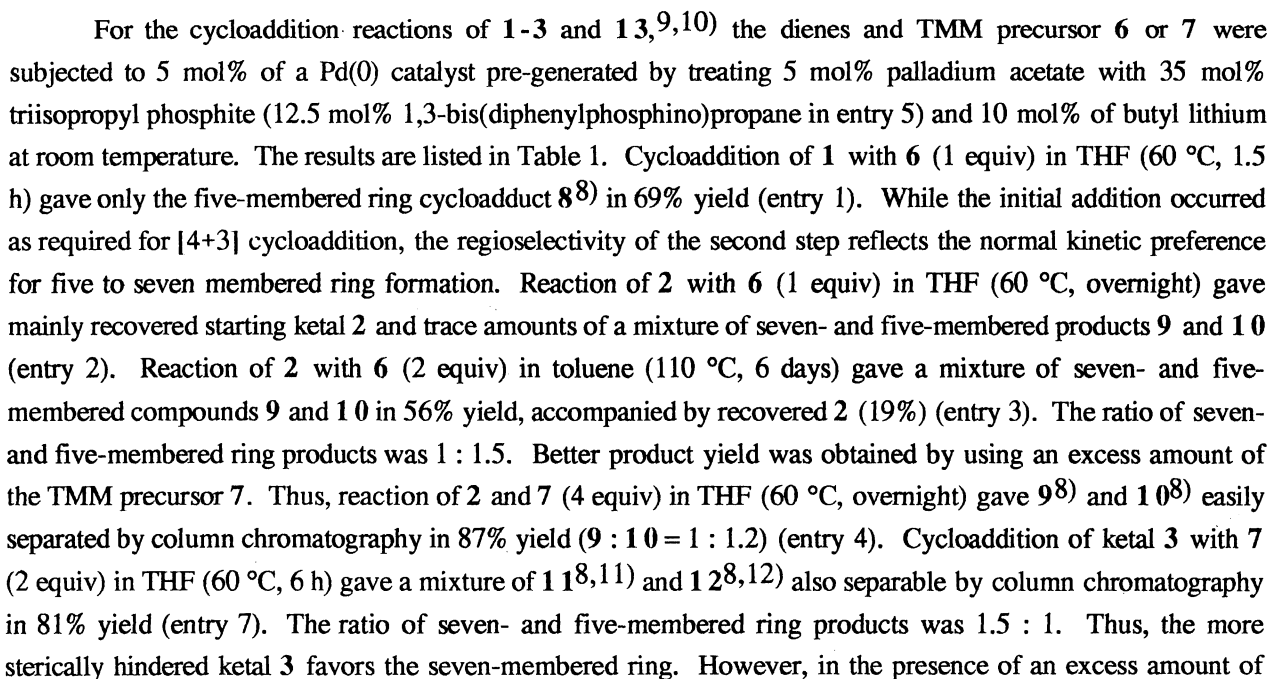 For the cycloaddition reactions of 1-3 and 13,9,10) the dienes and TMM precursor 6 or 7 were
subjected to 5 mol% of a Pd(0) catalyst pre-generated by treating 5 mol% palladium acetate with 35 mol%
triisopropyl phosphite (12.5 mol% 1,3-bis(diphenylphosphino)propane in entry 5) and 10 mol% of butyl lithium
at room temperature. The results are listed in Table 1. Cycloaddition of 1 with 6 (1 equiv) in THF (60 °C, 1.5
h) gave only the five-membered ring cycloadduct 88) in 69% yield (entry 1). While the initial addition occurred
as required for [4+3] cycloaddition, the regioselectivity of the second step reflects the normal kinetic preference
for five to seven membered ring formation. Reaction of 2 with 6 (1 equiv) in THF (60 °C, overnight) gave
mainly recovered starting ketal 2 and trace amounts of a mixture of seven- and five-membered products 9 and 10
(entry 2). Reaction of 2 with 6 (2 equiv) in toluene (110 °C, 6 days) gave a mixture of seven- and five-
membered compounds 9 and 10 in 56% yield, accompanied by recovered 2 (19%) (entry 3). The ratio of seven-
and five-membered ring products was 1 : 1.5. Better product yield was obtained by using an excess amount of
the TMM precursor 7. Thus, reaction of 2 and 7 (4 equiv) in THF (60 °C, overnight) gave 98) and 108) easily
separated by column chromatography in 87% yield (9 : 10 = 1 : 1.2) (entry 4). Cycloaddition of ketal 3 with 7
(2 equiv) in THF (60 °C, 6 h) gave a mixture of 118,11) and 128,12) also separable by column chromatography
in 81% yield (entry 7). The ratio of seven- and five-membered ring products was 1.5 : 1. Thus, the more
sterically hindered ketal 3 favors the seven-membered ring. However, in the presence of an excess amount of